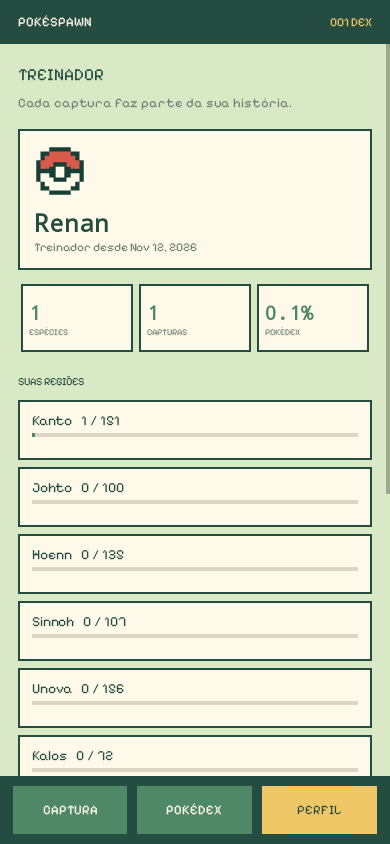 POKÉSPAWN
001 DEX
TREINADOR
Cada captura faz parte da sua história.
Renan
Treinador desde Nov 12, 2026
1
ESPÉCIES
1
CAPTURAS
0.1%
POKÉDEX
SUAS REGIÕES
Kanto 1 / 151
Johto 0 / 100
Hoenn 0 / 135
Sinnoh 0 / 107
Unova 0 / 156
Kalos 0 / 72
CAPTURA
POKÉDEX
PERFIL